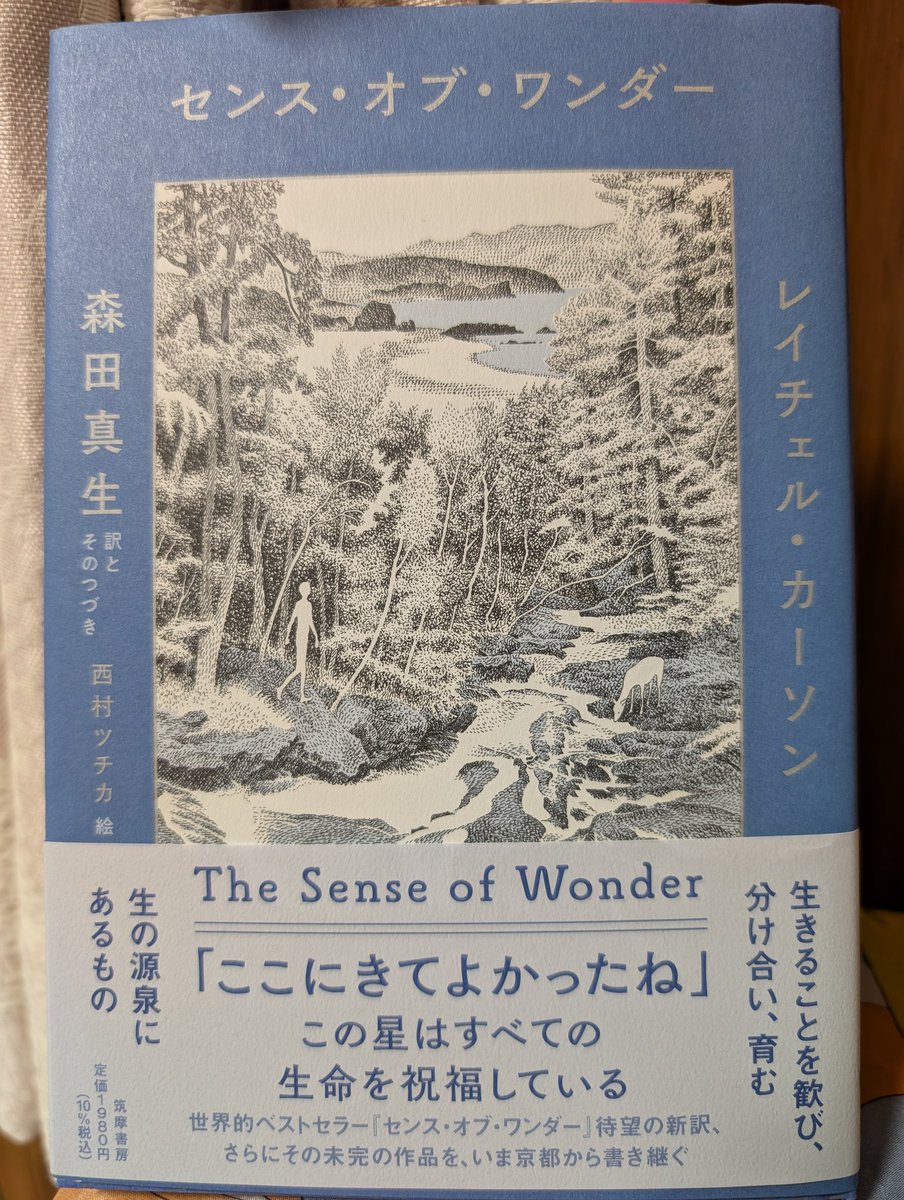 センス・オブ・ワンダー
レイチェル・カーソン
森田真生
訳と
そのつづき
西村ツチカ 絵
The Sense of Wonder
生きることを歓び、
分け合い、育む
「ここにきてよかったね」
この星はすべての
生命を祝福している
世界的ベストセラー『センス・オブ・ワンダー』待望の新訳、
さらにその未完の作品を、いま京都から書き継ぐ
生の源泉に
あるもの
筑摩書房
定価1980円
(10%税込)